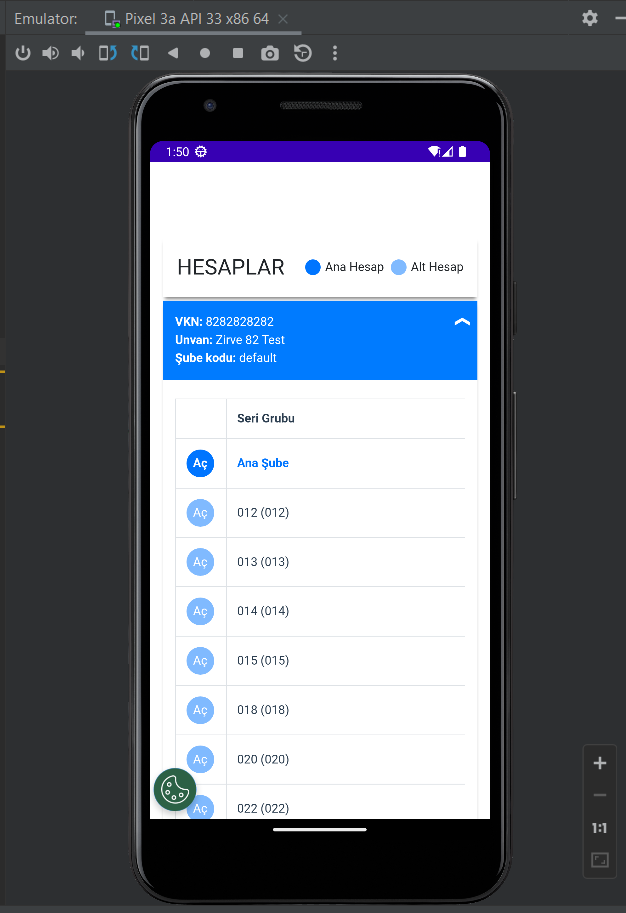 Emulator: Pixel 3a API 33 x86 64
1:50
HESAPLAR Ana Hesap Alt Hesap
VKN: 8282828282
Unvan: Zirve 82 Test
Şube kodu: default
Seri Grubu
Aç Ana Şube
Aç 012 (012)
Aç 013 (013)
Aç 014 (014)
Aç 015 (015)
Aç 018 (018)
Aç 020 (020)
Aç 022 (022)
1:1